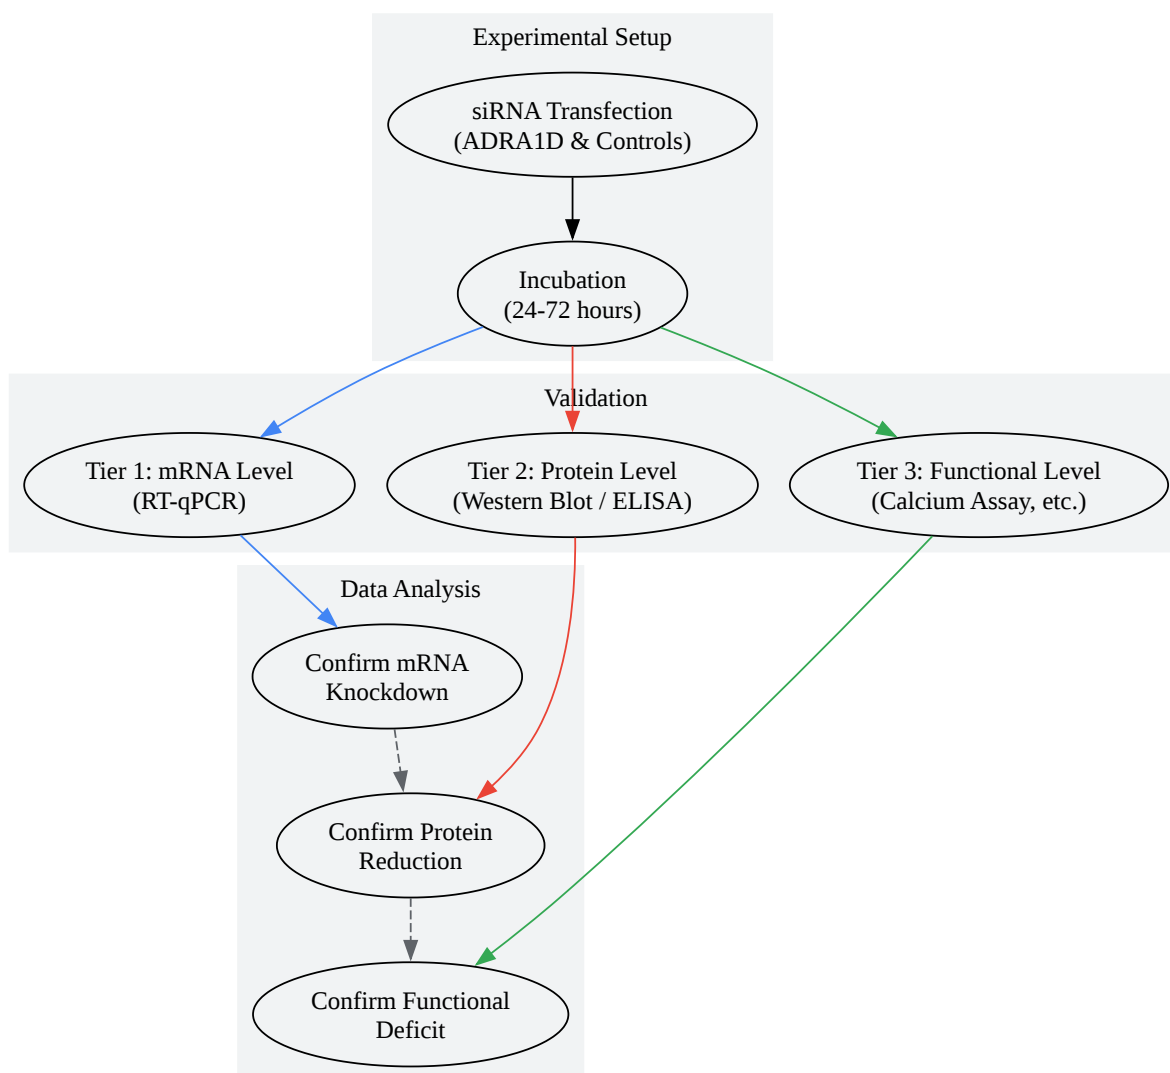 Experimental Setup
siRNA Transfection
(ADRA1D & Controls)
Incubation
(24-72 hours)
Validation
Tier 1: mRNA Level
(RT-qPCR)
Tier 2: Protein Level
(Western Blot / ELISA)
Tier 3: Functional Level
(Calcium Assay, etc.)
Data Analysis
Confirm mRNA
Knockdown
Confirm Protein
Reduction
Confirm Functional
Deficit